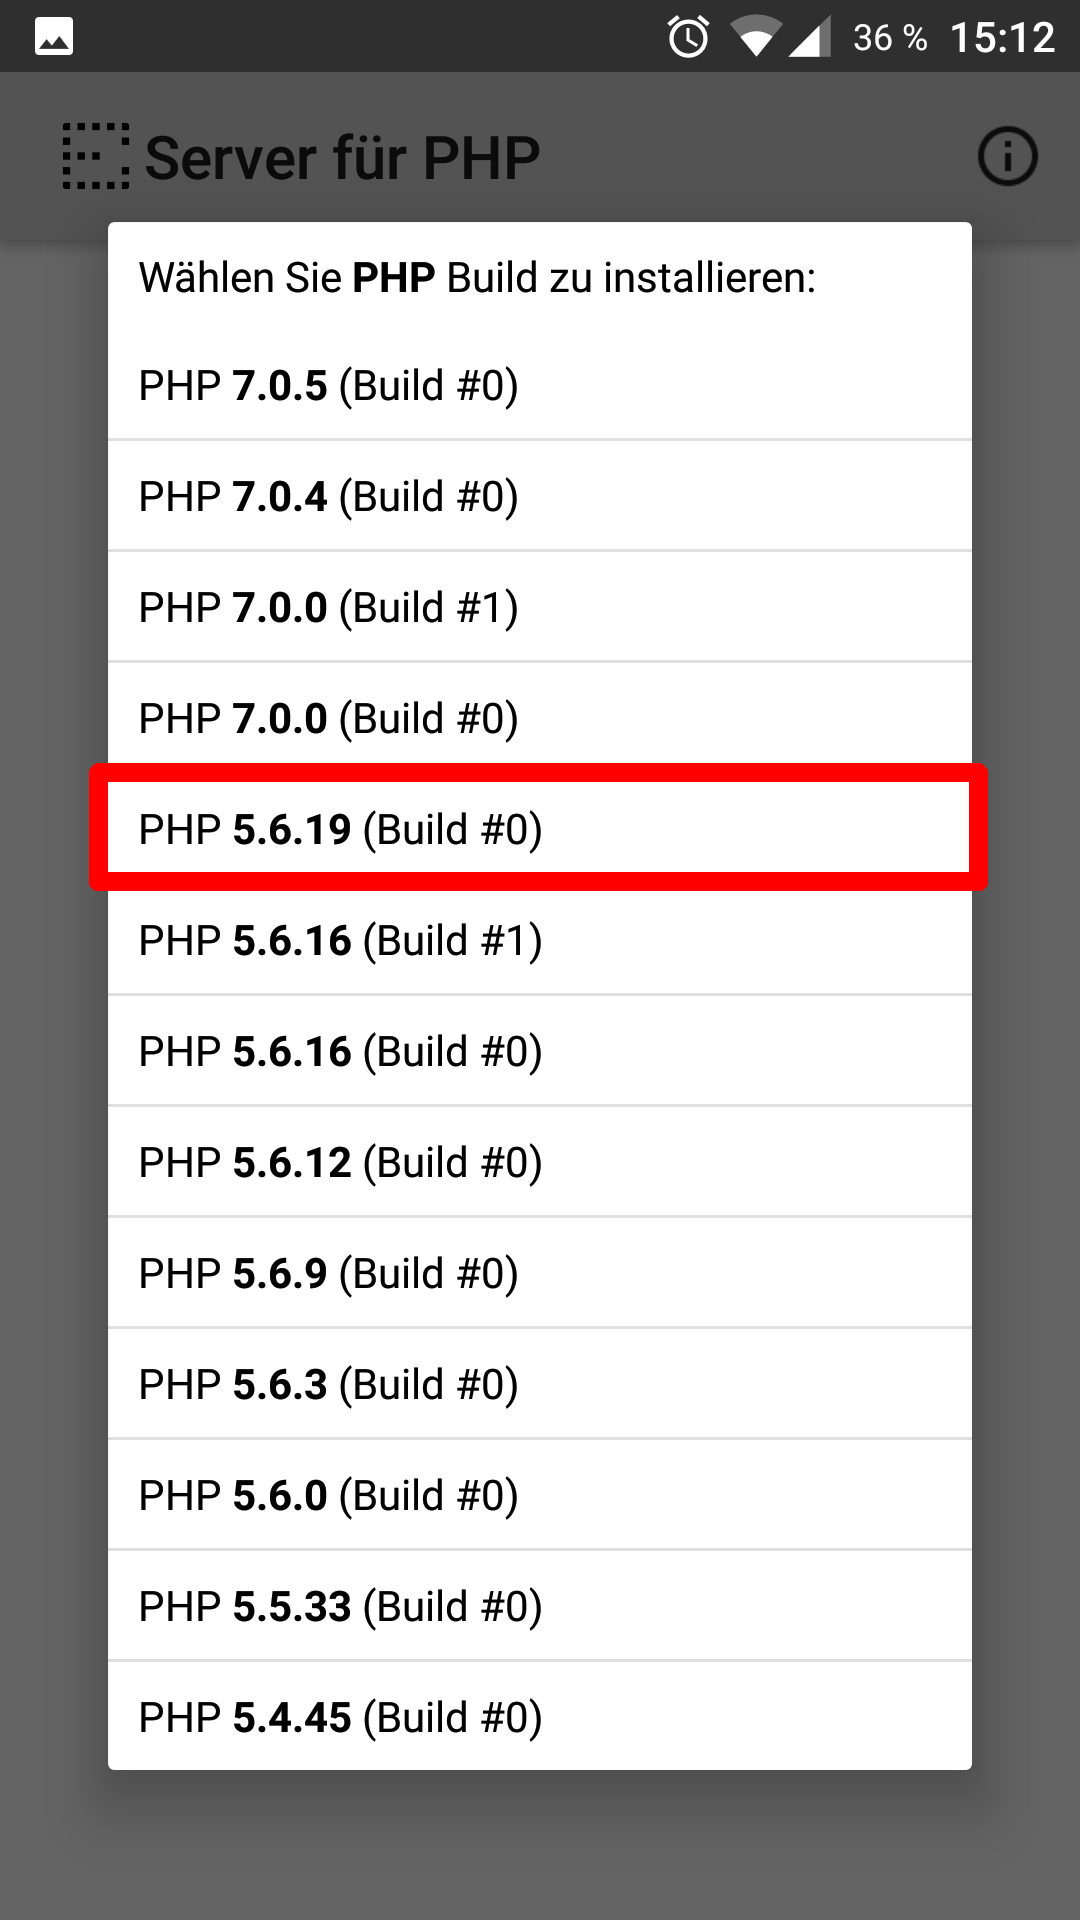 36 % 15:12
Server für PHP
Wählen Sie PHP Build zu installieren:
PHP 7.0.5 (Build #0)
PHP 7.0.4 (Build #0)
PHP 7.0.0 (Build #1)
PHP 7.0.0 (Build #0)
PHP 5.6.19 (Build #0)
PHP 5.6.16 (Build #1)
PHP 5.6.16 (Build #0)
PHP 5.6.12 (Build #0)
PHP 5.6.9 (Build #0)
PHP 5.6.3 (Build #0)
PHP 5.6.0 (Build #0)
PHP 5.5.33 (Build #0)
PHP 5.4.45 (Build #0)